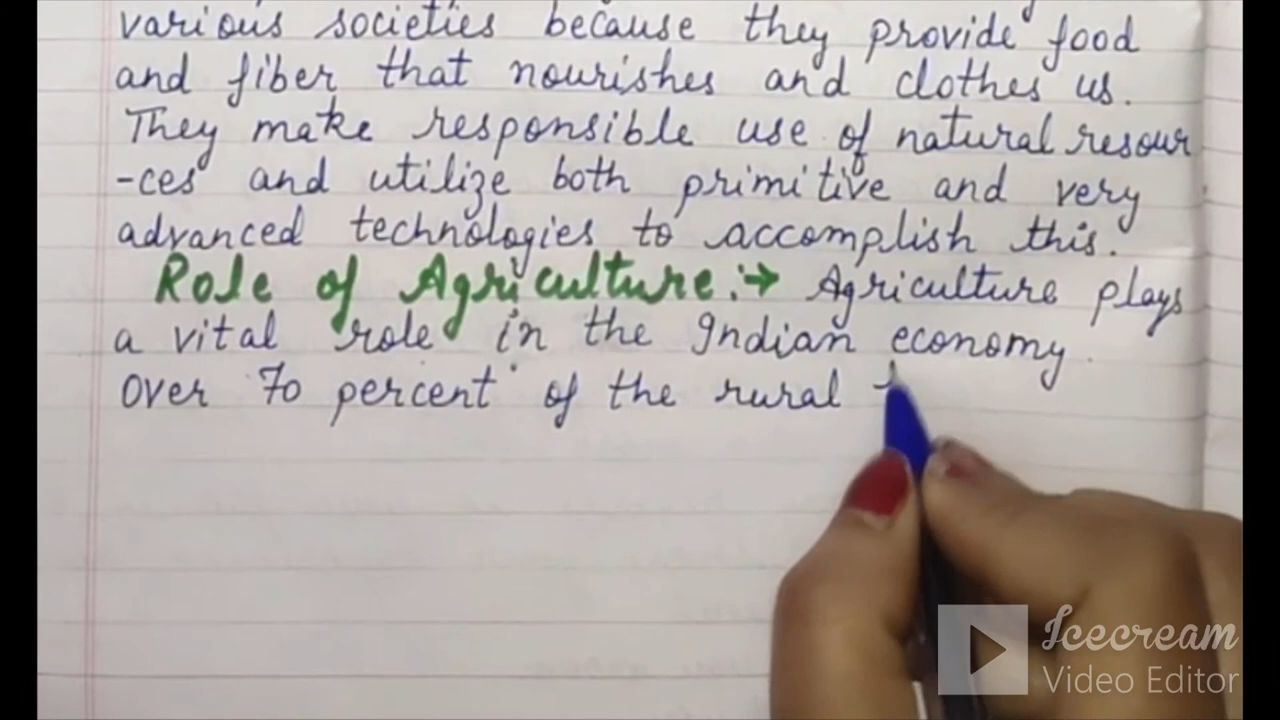 various societies because they provide food
and fiber that nourishes and clothes us.
They make responsible use of natural resour
-ces and utilize both primitive and very
advanced technologies to accomplish this.
Role of Agriculture :→ Agriculture plays
a vital role in the Indian economy.
Over 70 percent of the rural
Icecream
Video Editor